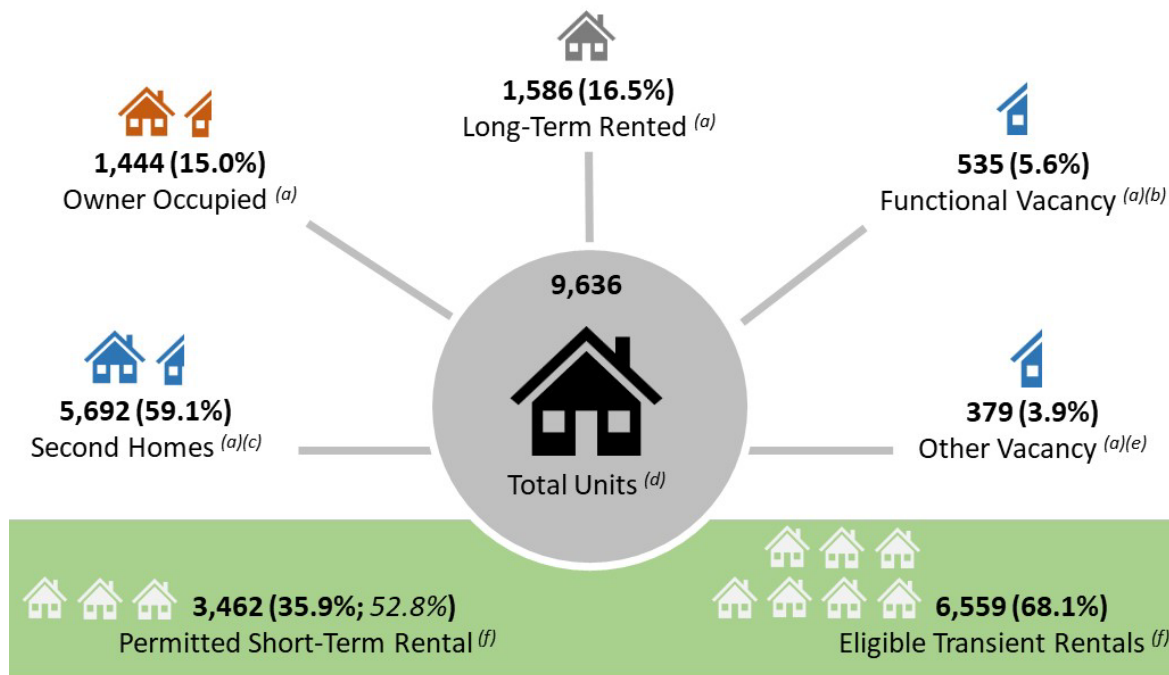 1,586 (16.5%)
Long-Term Rented (a)
1,444 (15.0%)
Owner Occupied (a)
535 (5.6%)
Functional Vacancy (a)(b)
9,636
Total Units (d)
5,692 (59.1%)
Second Homes (a)(c)
379 (3.9%)
Other Vacancy (a)(e)
3,462 (35.9%; 52.8%)
Permitted Short-Term Rental (f)
6,559 (68.1%)
Eligible Transient Rentals (f)